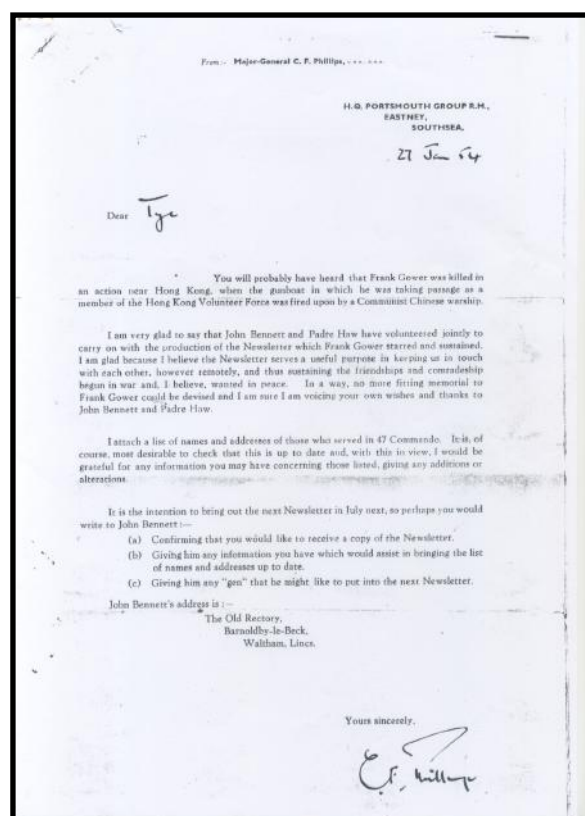 From :- Major-General C. F. Phillips,
H.Q. PORTSMOUTH GROUP R.M.,
EASTNEY,
SOUTHSEA.
27 Jan 54
Dear Tye
You will probably have heard that Frank Gower was killed in
an action near Hong Kong, when the gunboat in which he was taking passage as a
member of the Hong Kong Volunteer Force was fired upon by a Communist Chinese warship.
I am very glad to say that John Bennett and Padre Haw have volunteered jointly to
carry on with the production of the Newsletter which Frank Gower started and sustained.
I am glad because I believe the Newsletter serves a useful purpose in keeping us in touch
with each other, however remotely, and thus sustaining the friendships and comradeship
begun in war and, I believe, wanted in peace. In a way, no more fitting memorial to
Frank Gower could be devised and I am sure I am voicing your own wishes and thanks to
John Bennett and Padre Haw.
I attach a list of names and addresses of those who served in 47 Commando. It is, of
course, most desirable to check that this is up to date and, with this in view, I would be
grateful for any information you may have concerning those listed, giving any additions or
alterations.
It is the intention to bring out the next Newsletter in July next, so perhaps you would
write to John Bennett :—
(a) Confirming that you would like to receive a copy of the Newsletter.
(b) Giving him any information you have which would assist in bringing the list
of names and addresses up to date.
(c) Giving him any "gen" that he might like to put into the next Newsletter.
John Bennett's address is :—
The Old Rectory,
Barnoldby-le-Beck,
Waltham, Lincs.
Yours sincerely,
C.F. Phillips